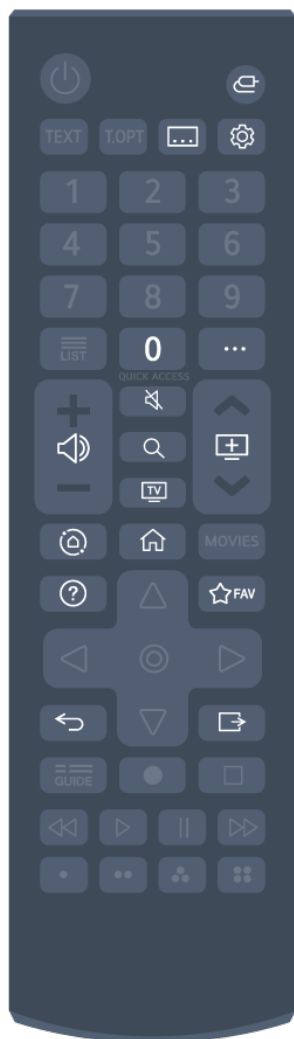 TEXT T.OPT
1 2 3
4 5 6
7 8 9
LIST 0 ...
QUICK ACCESS
TV
MOVIES
? FAV
GUIDE